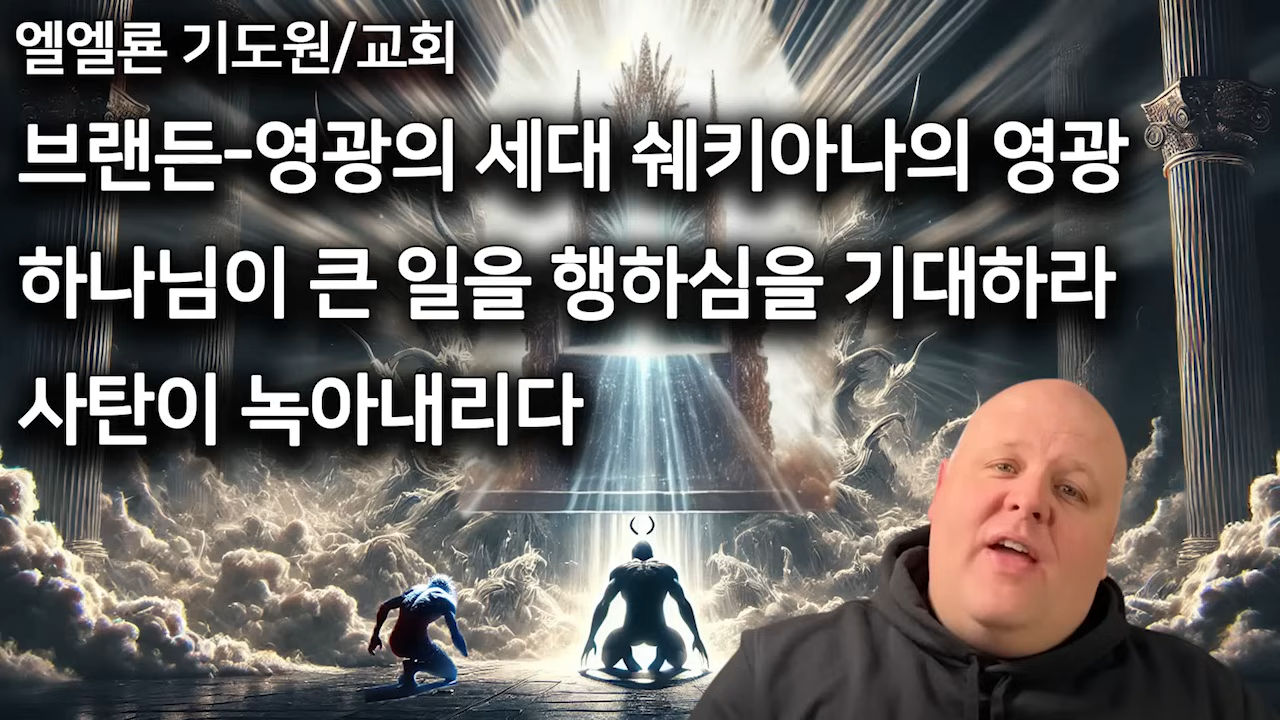 엘엘룐 기도원/교회
브랜든-영광의 세대 쉐키아나의 영광
하나님이 큰 일을 행하심을 기대하라
사탄이 녹아내리다